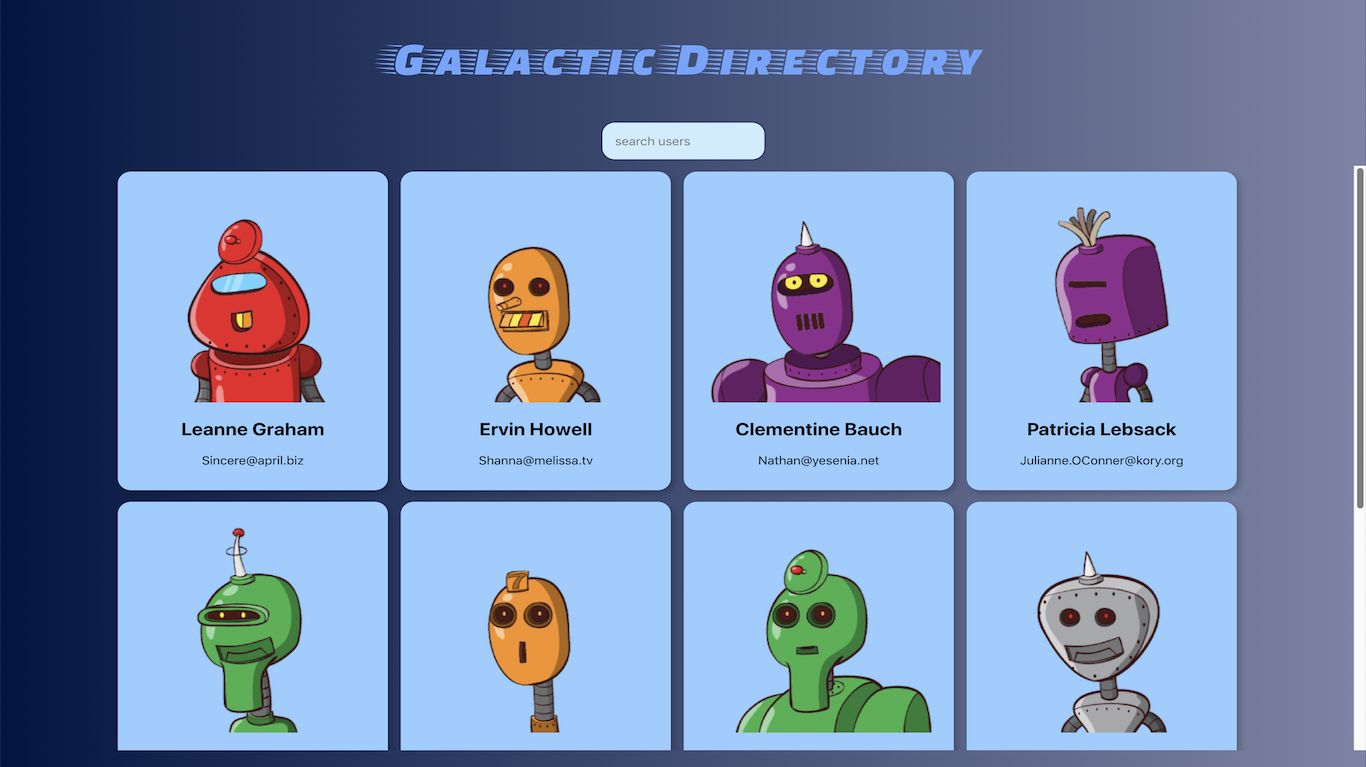 Galactic Directory
search users
Leanne Graham
Sincere@april.biz
Ervin Howell
Shanna@melissa.tv
Clementine Bauch
Nathan@yesenia.net
Patricia Lebsack
Julianne.OConner@kory.org
7